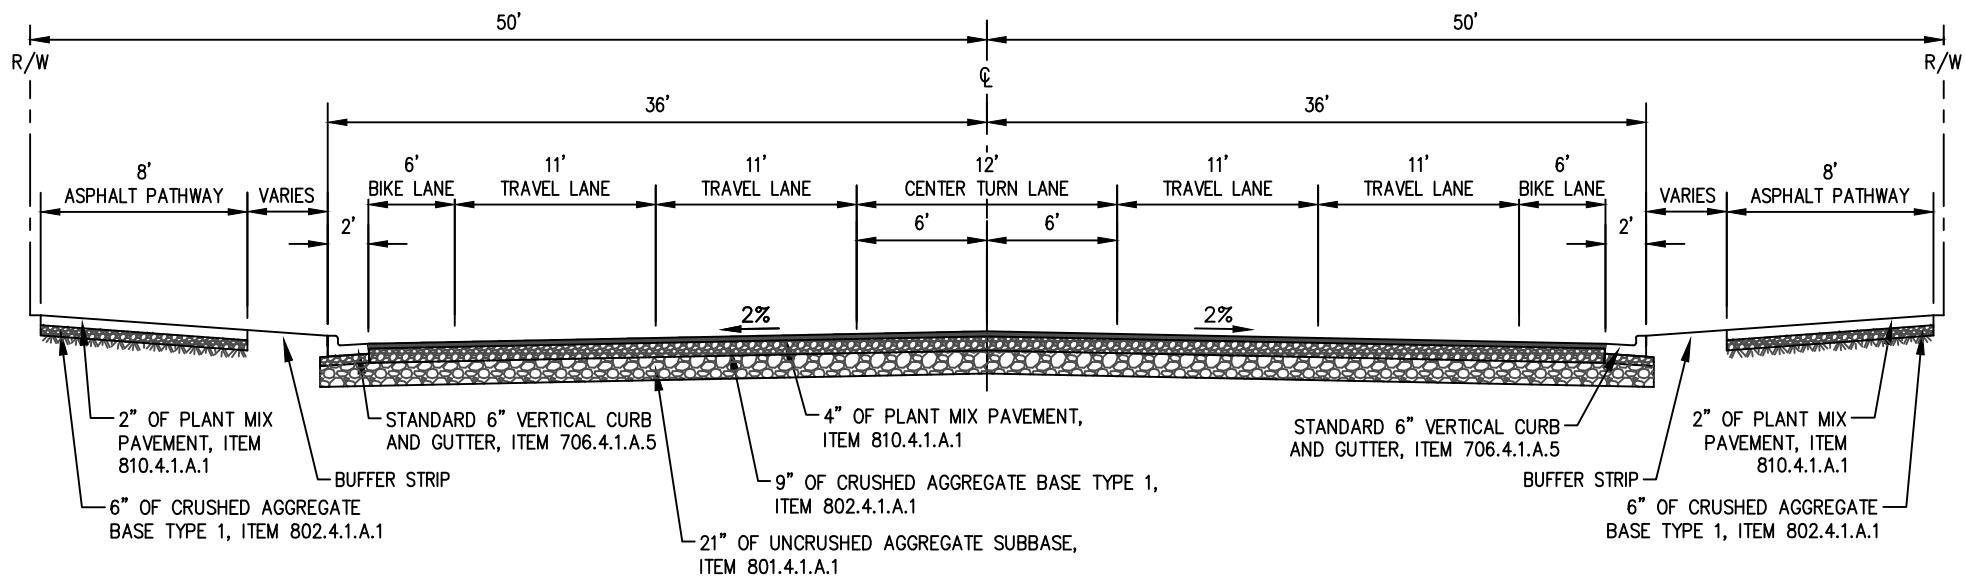 50'
50'
R/W
℄
R/W
36'
36'
8'
ASPHALT PATHWAY
VARIES
6'
BIKE LANE
11'
TRAVEL LANE
11'
TRAVEL LANE
12'
CENTER TURN LANE
11'
TRAVEL LANE
11'
TRAVEL LANE
6'
BIKE LANE
VARIES
8'
ASPHALT PATHWAY
2'
6'
6'
2'
2%
2%
2" OF PLANT MIX
PAVEMENT, ITEM
810.4.1.A.1
STANDARD 6" VERTICAL CURB
AND GUTTER, ITEM 706.4.1.A.5
4" OF PLANT MIX PAVEMENT,
ITEM 810.4.1.A.1
STANDARD 6" VERTICAL CURB
AND GUTTER, ITEM 706.4.1.A.5
2" OF PLANT MIX
PAVEMENT, ITEM
810.4.1.A.1
BUFFER STRIP
9" OF CRUSHED AGGREGATE BASE TYPE 1,
ITEM 802.4.1.A.1
BUFFER STRIP
6" OF CRUSHED AGGREGATE
BASE TYPE 1, ITEM 802.4.1.A.1
6" OF CRUSHED AGGREGATE
BASE TYPE 1, ITEM 802.4.1.A.1
21" OF UNCRUSHED AGGREGATE SUBBASE,
ITEM 801.4.1.A.1